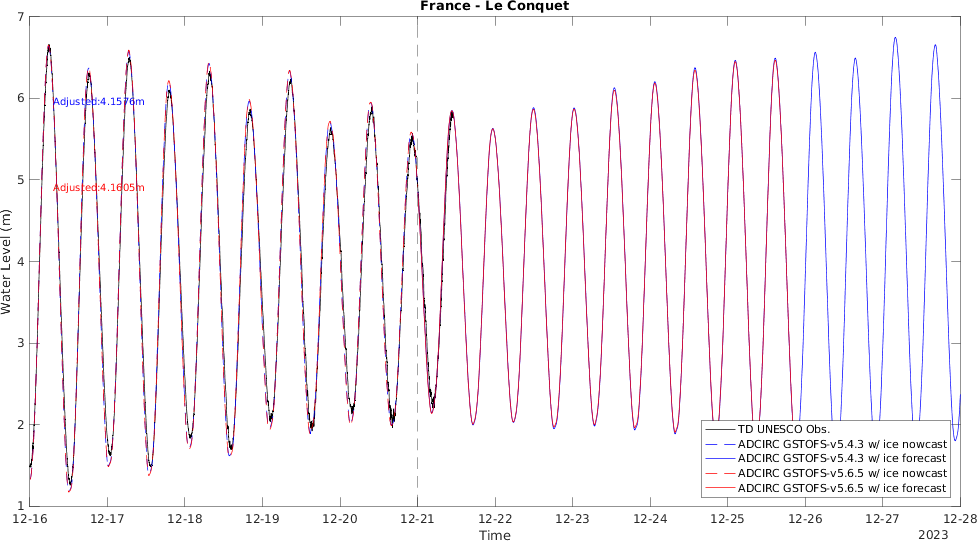 France - Le Conquet
7
6
5
4
3
2
1
Water Level (m)
Adjusted:4.1576m
Adjusted:4.1605m
TD UNESCO Obs.
ADCIRC GSTOFS-v5.4.3 w/ ice nowcast
ADCIRC GSTOFS-v5.4.3 w/ ice forecast
ADCIRC GSTOFS-v5.6.5 w/ ice nowcast
ADCIRC GSTOFS-v5.6.5 w/ ice forecast
12-16 12-17 12-18 12-19 12-20 12-21 12-22 12-23 12-24 12-25 12-26 12-27 12-28
Time
2023